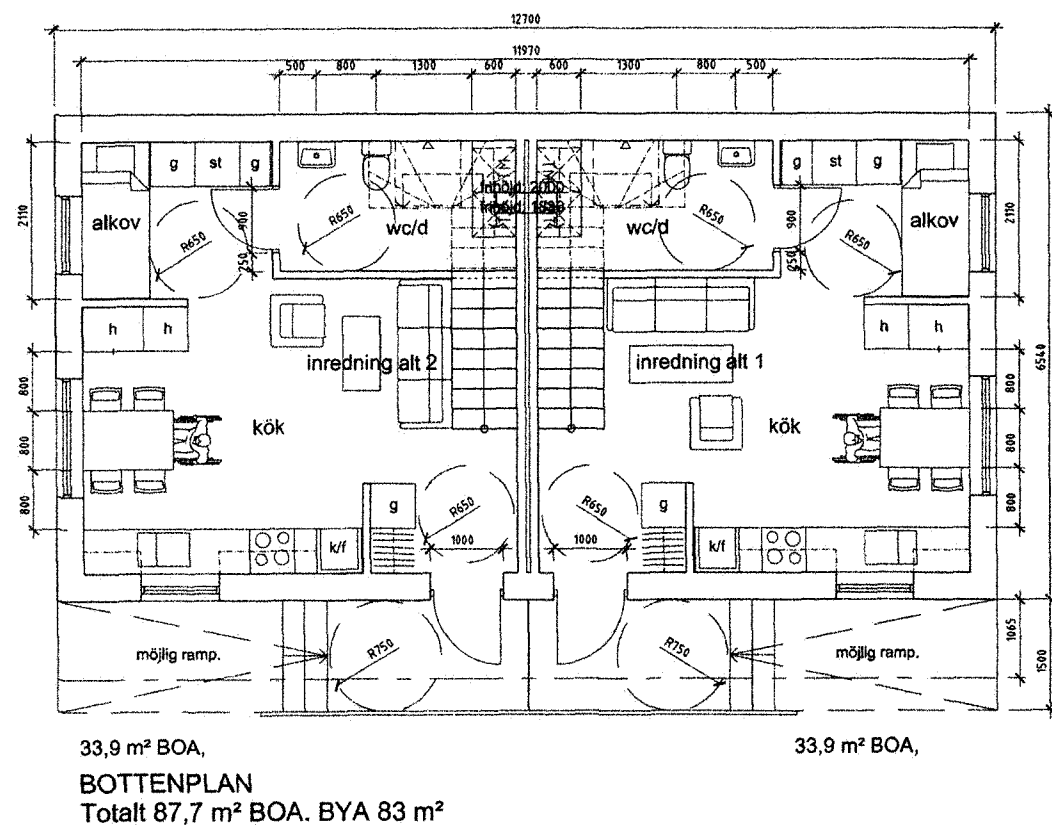 12700
11970
500 800 1300 600 600 1300 800 500
g st g g st g
alkov wc/d wc/d alkov
2110 R650 900 R650 R650 900 R650 2110
250 250
h h h h
inredning alt 2 inredning alt 1
6540
800 800
kök kök
800 800
800 800
g R650 R650 g
k/f 1000 1000 k/f
möjlig ramp. R750 R750 möjlig ramp.
1065
1500
33,9 m² BOA, 33,9 m² BOA,
BOTTENPLAN
Totalt 87,7 m² BOA. BYA 83 m²